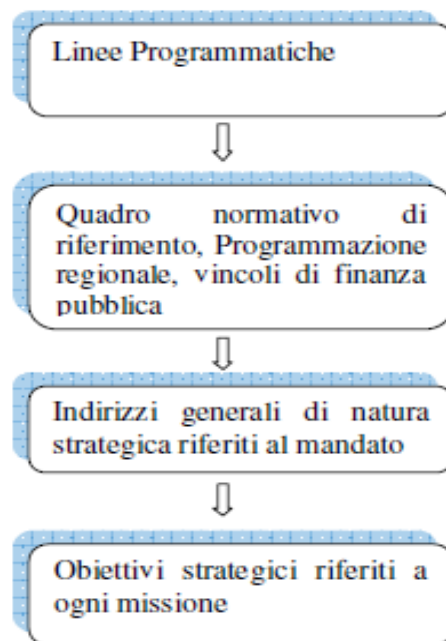 Linee Programmatiche
Quadro normativo di
riferimento, Programmazione
regionale, vincoli di finanza
pubblica
Indirizzi generali di natura
strategica riferiti al mandato
Obiettivi strategici riferiti a
ogni missione